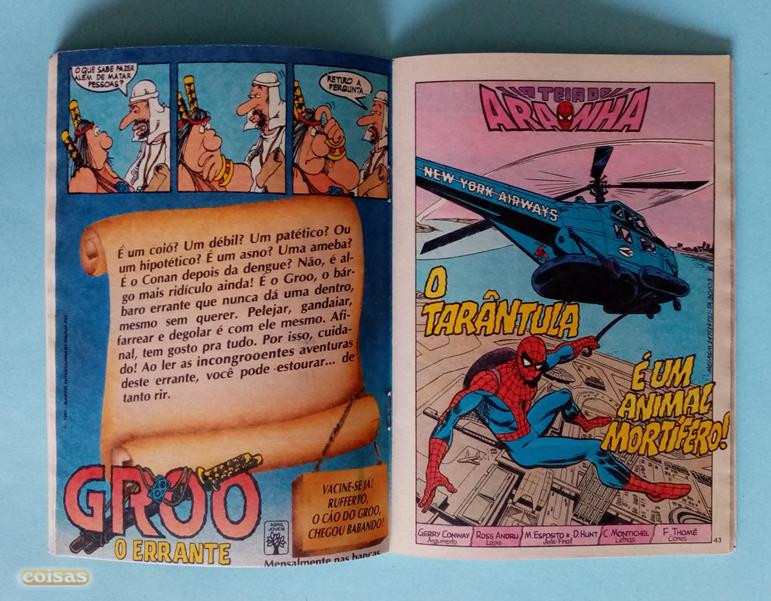 O QUE SABE FAZER
ALÉM DE MATAR
PESSOAS?
RETIRO A
PERGUNTA.
É um coió? Um débil? Um patético? Ou
um hipotético? É um asno? Uma ameba?
É o Conan depois da dengue? Não, é al-
go mais ridículo ainda! É o Groo, o bár-
baro errante que nunca dá uma dentro,
mesmo sem querer. Pelejar, gandaiar,
farrear e degolar é com ele mesmo. Afi-
nal, tem gosto pra tudo. Por isso, cuida-
do! Ao ler as incongrooentes aventuras
deste errante, você pode estourar... de
tanto rir.
GROO
O ERRANTE
ABRIL
JOVEM
VACINE-SE JÁ!
RUFFERTO,
O CÃO DO GROO,
CHEGOU BABANDO!
Mensalmente nas bancas
A TEIA DO
ARANHA
NEW YORK AIRWAYS
O
TARÂNTULA
É UM
ANIMAL
MORTÍFERO!
GERRY CONWAY
Argumento
ROSS ANDRU
Lápis
M. ESPOSITO & D. HUNT
Arte-Final
C. MONTICHEL
Letras
F. THOMÉ
Cores
43
coisas